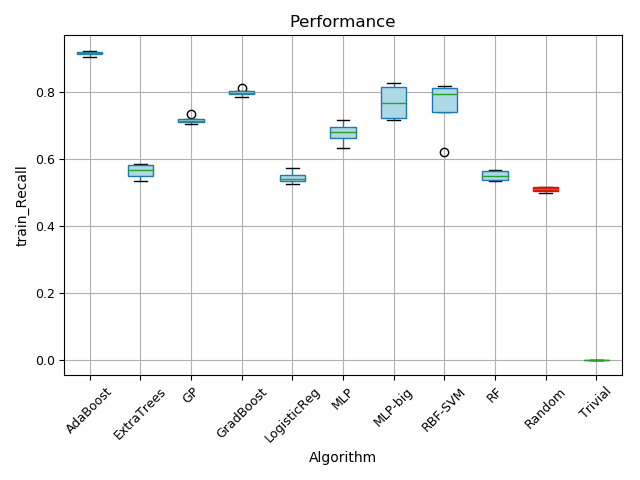 Performance
train_Recall
0.8
0.6
0.4
0.2
0.0
AdaBoost
ExtraTrees
GP
GradBoost
LogisticReg
MLP
MLP-big
RBF-SVM
RF
Random
Trivial
Algorithm